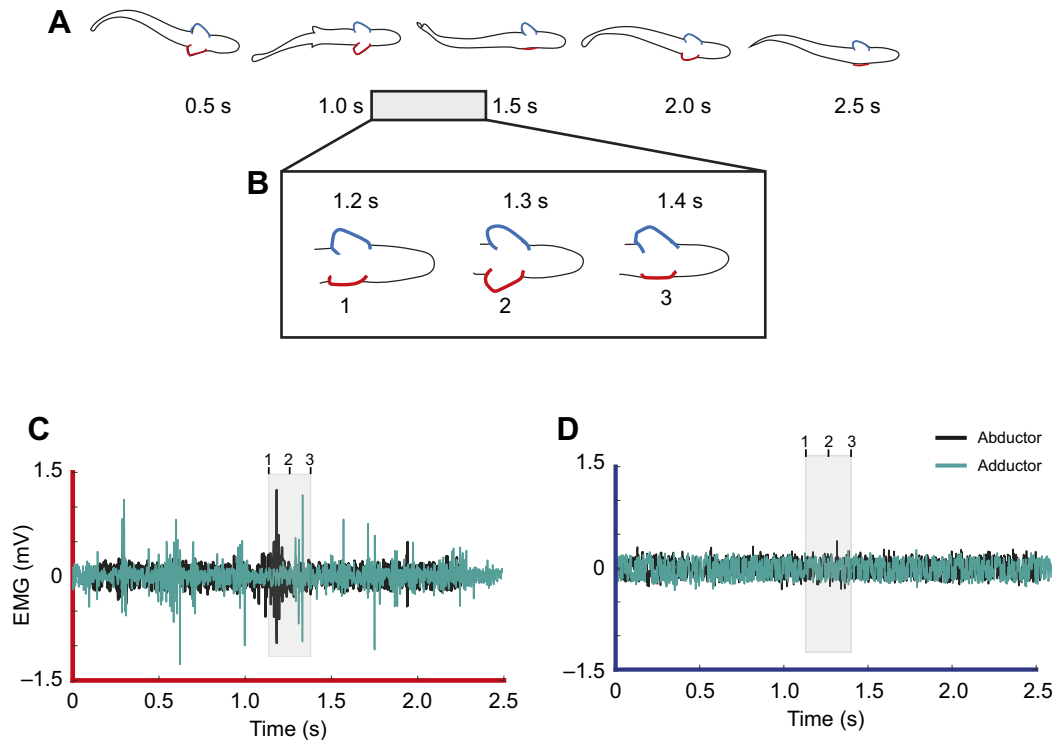 A
0.5 s 1.0 s 1.5 s 2.0 s 2.5 s
B
1.2 s 1.3 s 1.4 s
1 2 3
C
1 2 3
1.5
0
–1.5
EMG (mV)
0 0.5 1.0 1.5 2.0 2.5
Time (s)
D
Abductor
Adductor
1 2 3
1.5
0
–1.5
0 0.5 1.0 1.5 2.0 2.5
Time (s)